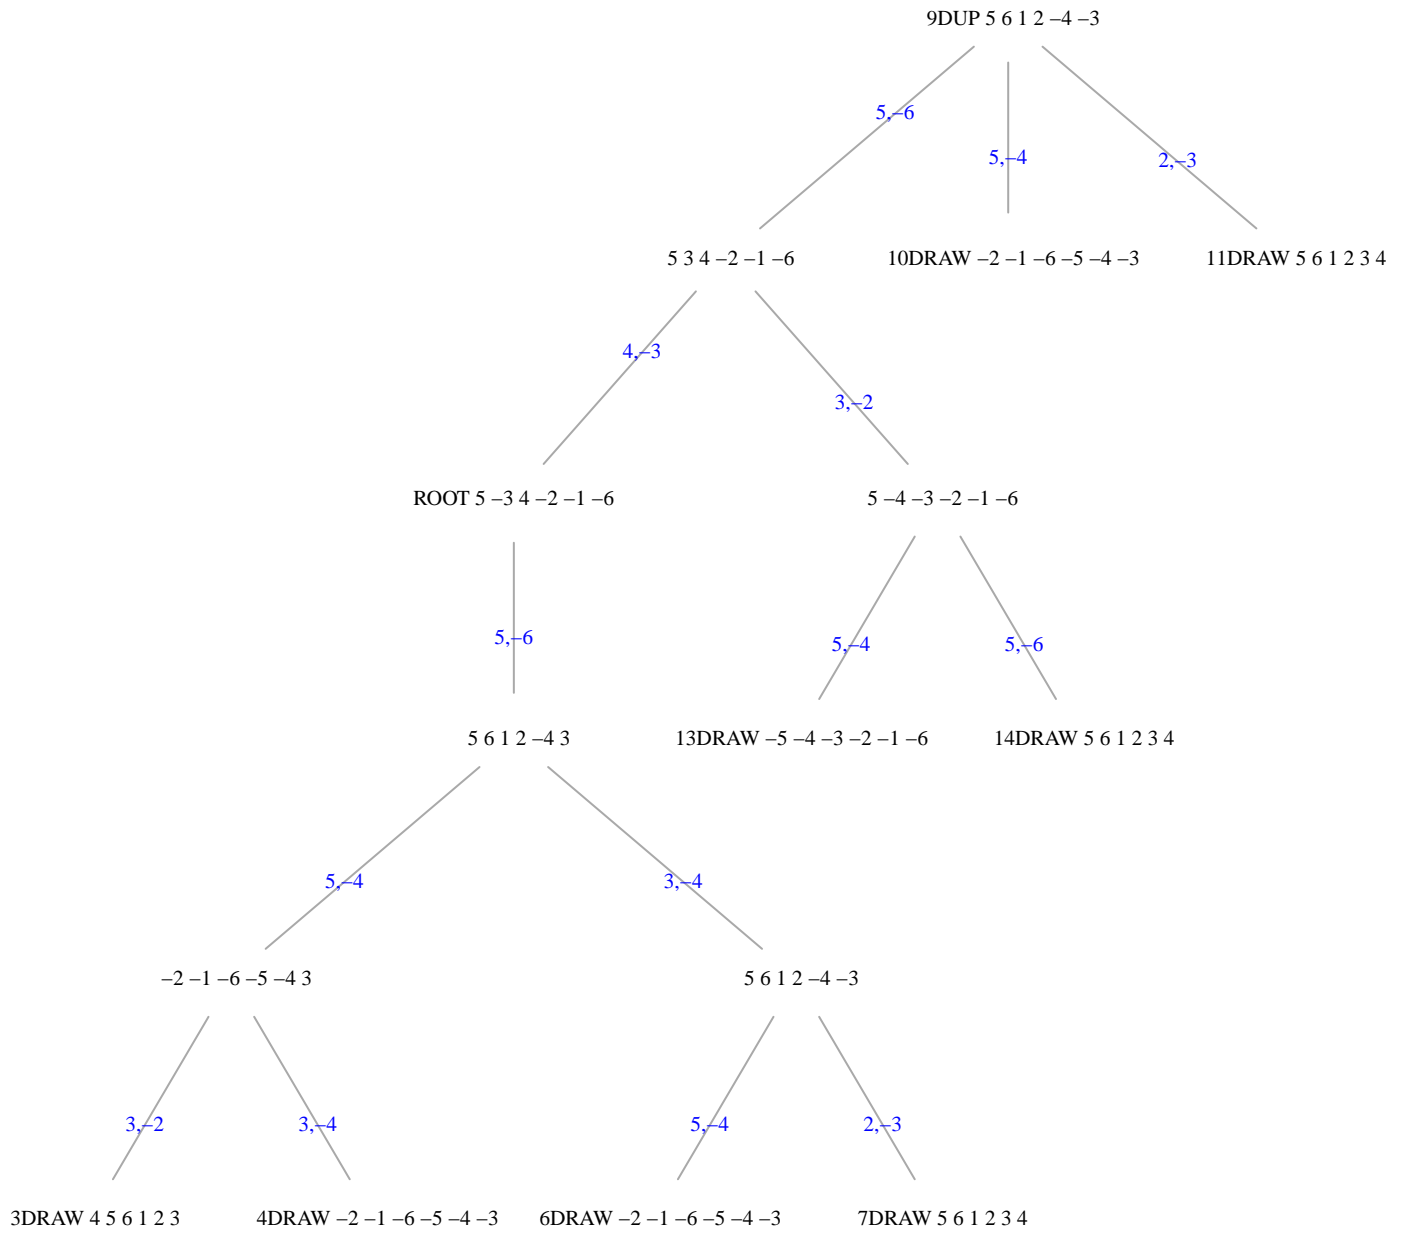 9DUP 5 6 1 2 –4 –3
5,–6
5,–4
2,–3
5 3 4 –2 –1 –6
10DRAW –2 –1 –6 –5 –4 –3
11DRAW 5 6 1 2 3 4
4,–3
3,–2
ROOT 5 –3 4 –2 –1 –6
5 –4 –3 –2 –1 –6
5,–6
5,–4
5,–6
5 6 1 2 –4 3
13DRAW –5 –4 –3 –2 –1 –6
14DRAW 5 6 1 2 3 4
5,–4
3,–4
–2 –1 –6 –5 –4 3
5 6 1 2 –4 –3
3,–2
3,–4
5,–4
2,–3
3DRAW 4 5 6 1 2 3
4DRAW –2 –1 –6 –5 –4 –3
6DRAW –2 –1 –6 –5 –4 –3
7DRAW 5 6 1 2 3 4